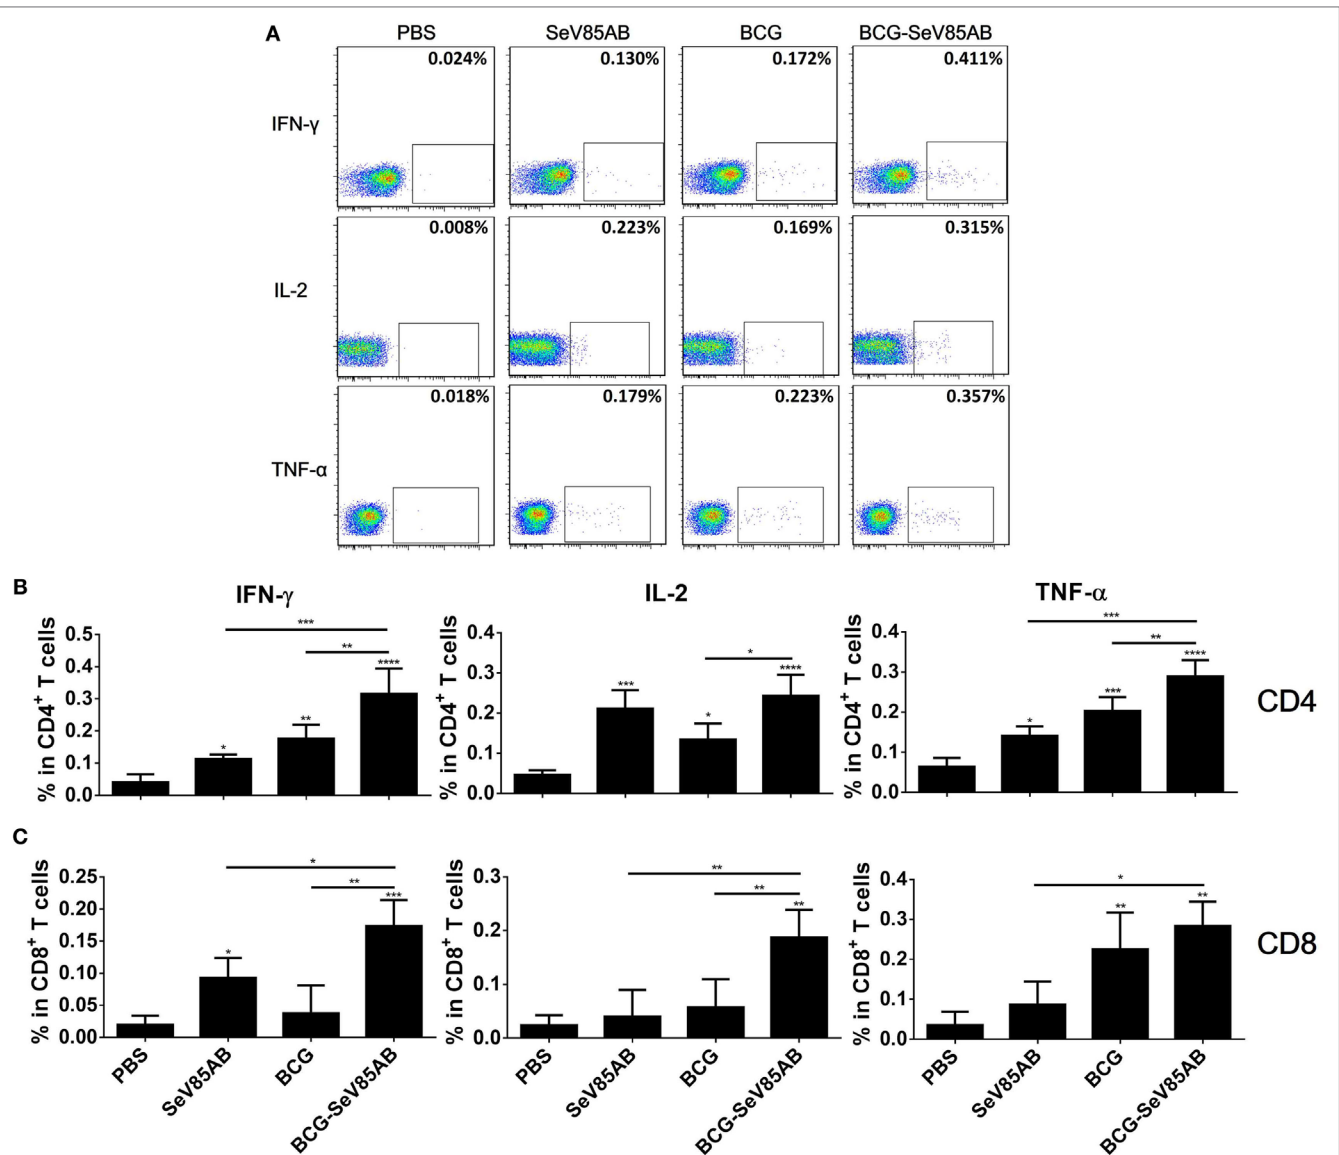 A PBS SeV85AB BCG BCG-SeV85AB
0.024% 0.130% 0.172% 0.411%
IFN-γ
0.008% 0.223% 0.169% 0.315%
IL-2
0.018% 0.179% 0.223% 0.357%
TNF-α
B
IFN-γ IL-2 TNF-α
% in CD4+ T cells
0.5
0.4
0.3
0.2
0.1
0.0
*
**
****
***
**
% in CD4+ T cells
0.4
0.3
0.2
0.1
0.0
***
*
****
*
% in CD4+ T cells
0.4
0.3
0.2
0.1
0.0
*
***
****
***
**
CD4
C
% in CD8+ T cells
0.25
0.20
0.15
0.10
0.05
0.00
*
***
*
**
PBS
SeV85AB
BCG
BCG-SeV85AB
% in CD8+ T cells
0.3
0.2
0.1
0.0
**
**
**
PBS
SeV85AB
BCG
BCG-SeV85AB
% in CD8+ T cells
0.4
0.3
0.2
0.1
0.0
**
**
*
PBS
SeV85AB
BCG
BCG-SeV85AB
CD8